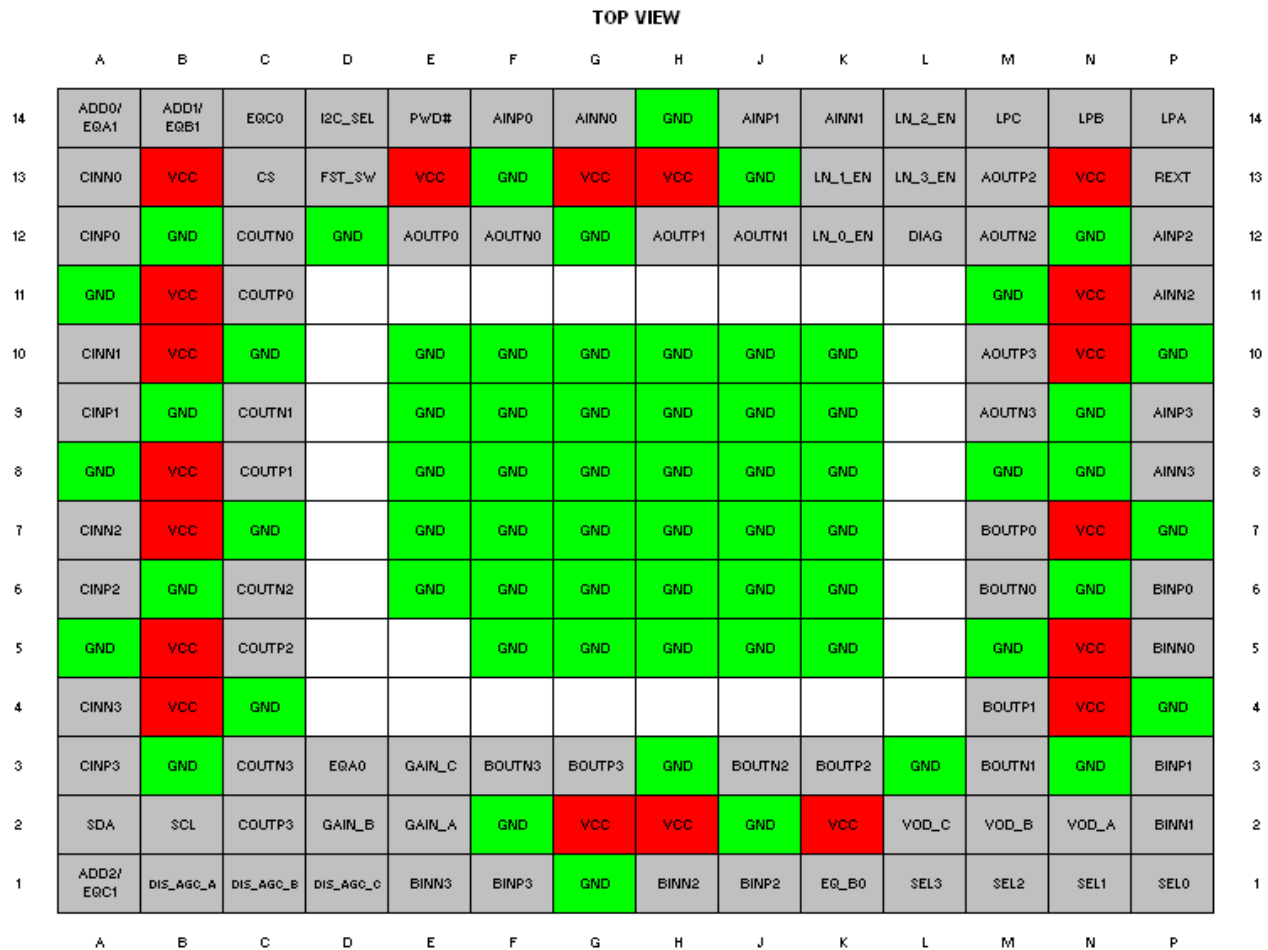 TOP VIEW
A B C D E F G H J K L M N P
14 ADD0/ EQA1 ADD1/ EQB1 EQC0 I2C_SEL PWD# AINP0 AINN0 GND AINP1 AINN1 LN_2_EN LPC LPB LPA 14
13 CINN0 VCC CS FST_SW VCC GND VCC VCC GND LN_1_EN LN_3_EN AOUTP2 VCC REXT 13
12 CINP0 GND COUTN0 GND AOUTP0 AOUTN0 GND AOUTP1 AOUTN1 LN_0_EN DIAG AOUTN2 GND AINP2 12
11 GND VCC COUTP0 GND VCC AINN2 11
10 CINN1 VCC GND GND GND GND GND GND GND AOUTP3 VCC GND 10
9 CINP1 GND COUTN1 GND GND GND GND GND GND AOUTN3 GND AINP3 9
8 GND VCC COUTP1 GND GND GND GND GND GND GND GND AINN3 8
7 CINN2 VCC GND GND GND GND GND GND GND BOUTP0 VCC GND 7
6 CINP2 GND COUTN2 GND GND GND GND GND GND BOUTN0 GND BINP0 6
5 GND VCC COUTP2 GND GND GND GND GND GND VCC BINN0 5
4 CINN3 VCC GND BOUTP1 VCC GND 4
3 CINP3 GND COUTN3 EQA0 GAIN_C BOUTN3 BOUTP3 GND BOUTN2 BOUTP2 GND BOUTN1 GND BINP1 3
2 SDA SCL COUTP3 GAIN_B GAIN_A GND VCC VCC GND VCC VOD_C VOD_B VOD_A BINN1 2
1 ADD2/ EQC1 DIS_AGC_A DIS_AGC_B DIS_AGC_C BINN3 BINP3 GND BINN2 BINP2 EQ_B0 SEL3 SEL2 SEL1 SEL0 1
A B C D E F G H J K L M N P